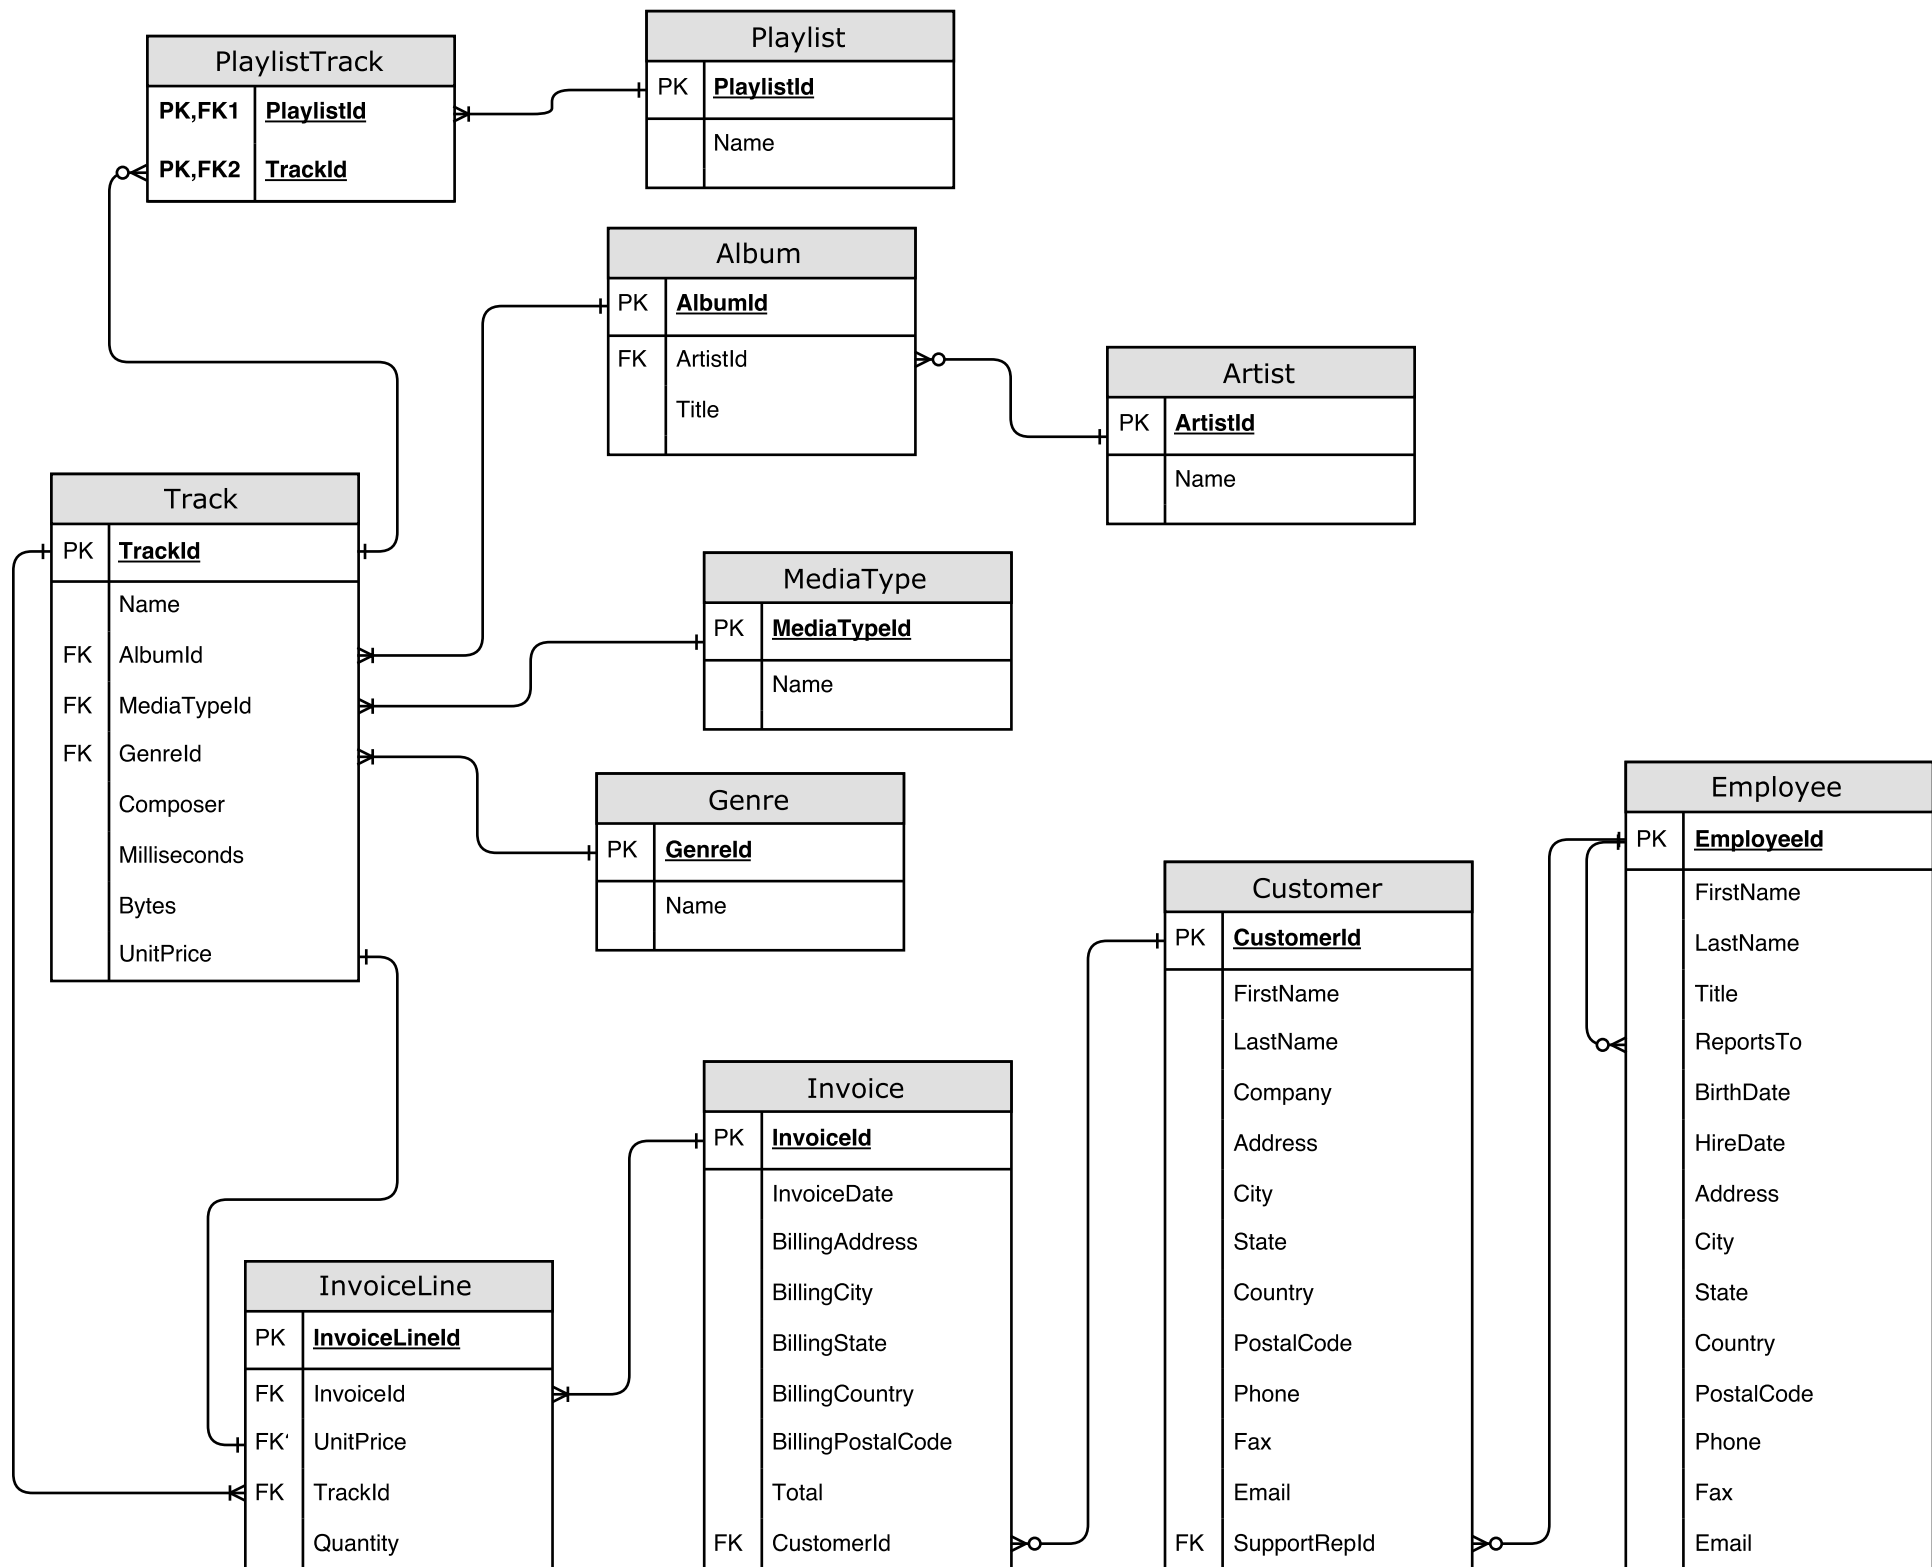 PlaylistTrack
PK,FK1 PlaylistId
PK,FK2 TrackId
Playlist
PK PlaylistId
Name
Album
PK AlbumId
FK ArtistId
Title
Artist
PK ArtistId
Name
Track
PK TrackId
Name
FK AlbumId
FK MediaTypeId
FK GenreId
Composer
Milliseconds
Bytes
UnitPrice
MediaType
PK MediaTypeId
Name
Genre
PK GenreId
Name
Employee
PK EmployeeId
FirstName
LastName
Title
ReportsTo
BirthDate
HireDate
Address
City
State
Country
PostalCode
Phone
Fax
Email
Customer
PK CustomerId
FirstName
LastName
Company
Address
City
State
Country
PostalCode
Phone
Fax
Email
FK SupportRepId
Invoice
PK InvoiceId
InvoiceDate
BillingAddress
BillingCity
BillingState
BillingCountry
BillingPostalCode
Total
FK CustomerId
InvoiceLine
PK InvoiceLineId
FK InvoiceId
FK‘ UnitPrice
FK TrackId
Quantity